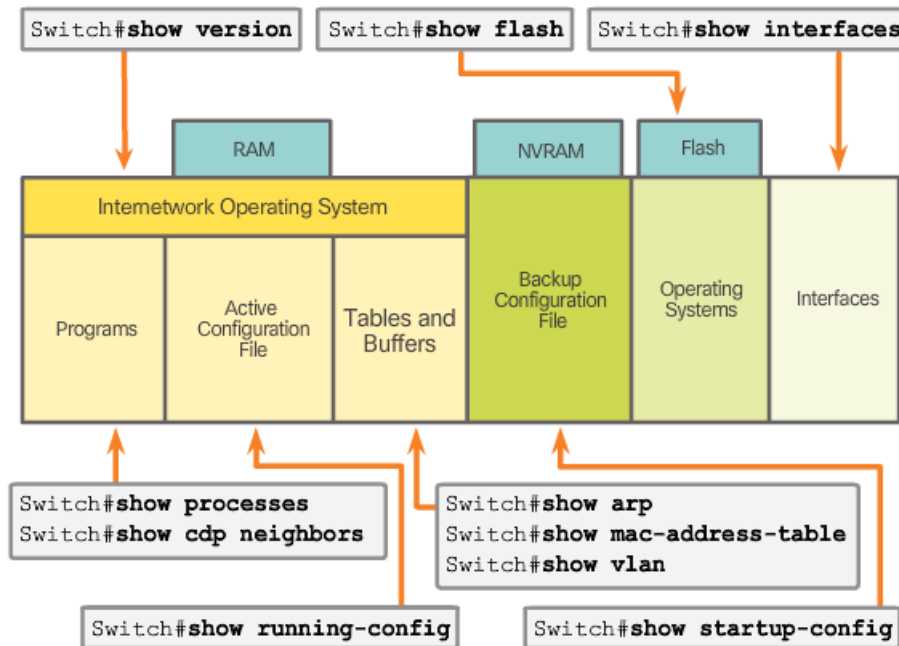 Switch#show version
Switch#show flash
Switch#show interfaces
RAM
NVRAM
Flash
Internetwork Operating System
Programs
Active
Configuration
File
Tables and
Buffers
Backup
Configuration
File
Operating
Systems
Interfaces
Switch#show processes
Switch#show cdp neighbors
Switch#show arp
Switch#show mac-address-table
Switch#show vlan
Switch#show running-config
Switch#show startup-config